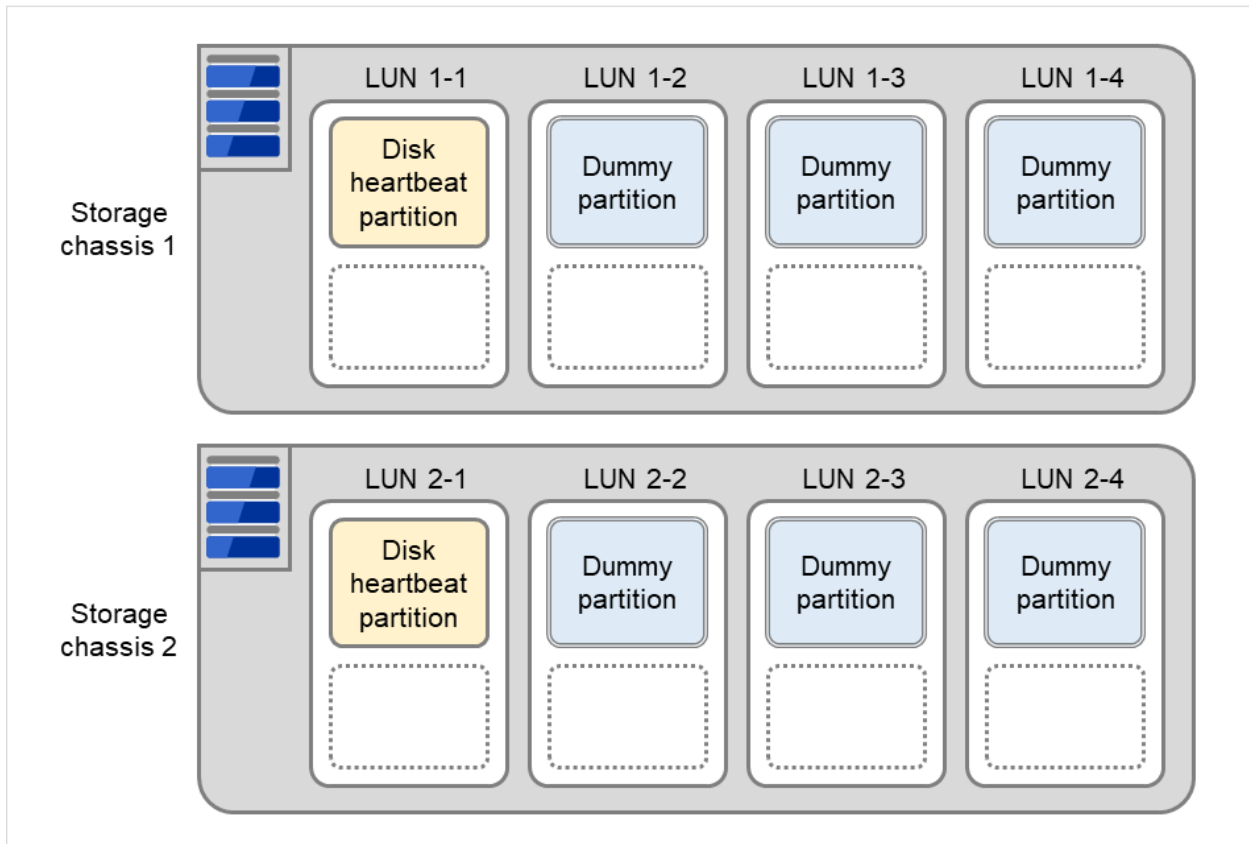 LUN 1-1
LUN 1-2
LUN 1-3
LUN 1-4
Storage
chassis 1
Disk
heartbeat
partition
Dummy
partition
Dummy
partition
Dummy
partition
LUN 2-1
LUN 2-2
LUN 2-3
LUN 2-4
Storage
chassis 2
Disk
heartbeat
partition
Dummy
partition
Dummy
partition
Dummy
partition